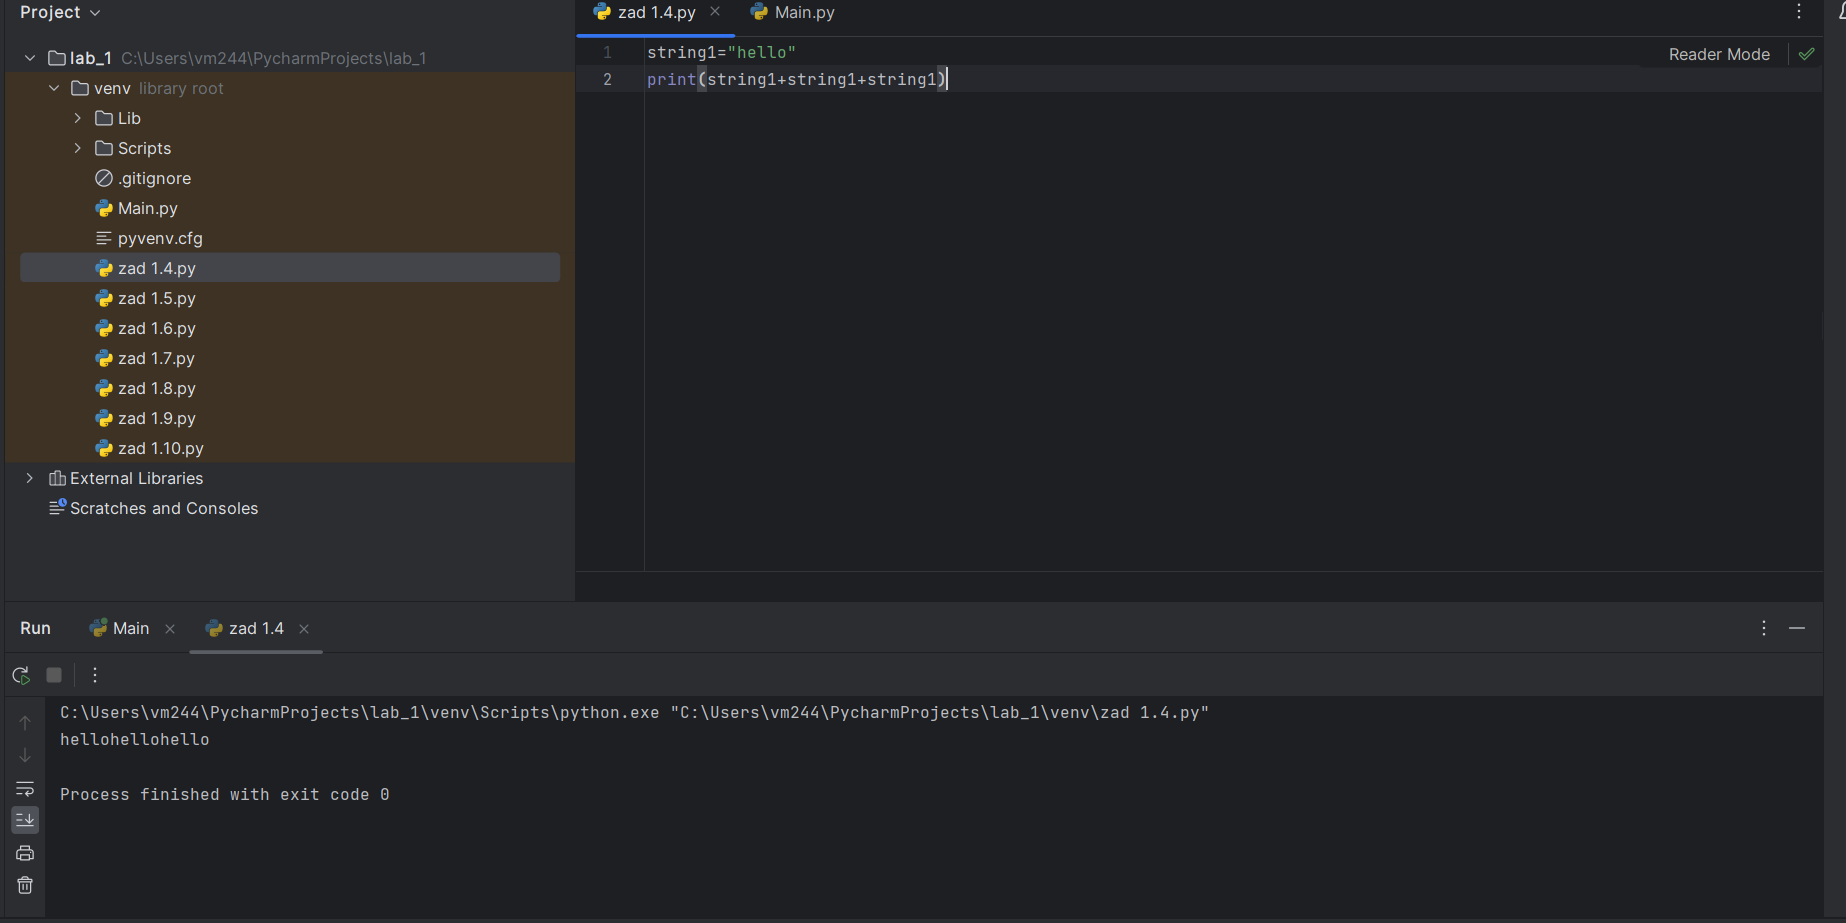 Project
lab_1 C:\Users\vm244\PycharmProjects\lab_1
venv library root
Lib
Scripts
.gitignore
Main.py
pyvenv.cfg
zad 1.4.py
zad 1.5.py
zad 1.6.py
zad 1.7.py
zad 1.8.py
zad 1.9.py
zad 1.10.py
External Libraries
Scratches and Consoles
zad 1.4.py Main.py
1 string1="hello"
2 print(string1+string1+string1)
Reader Mode
Run Main zad 1.4
C:\Users\vm244\PycharmProjects\lab_1\venv\Scripts\python.exe "C:\Users\vm244\PycharmProjects\lab_1\venv\zad 1.4.py"
hellohellohello
Process finished with exit code 0